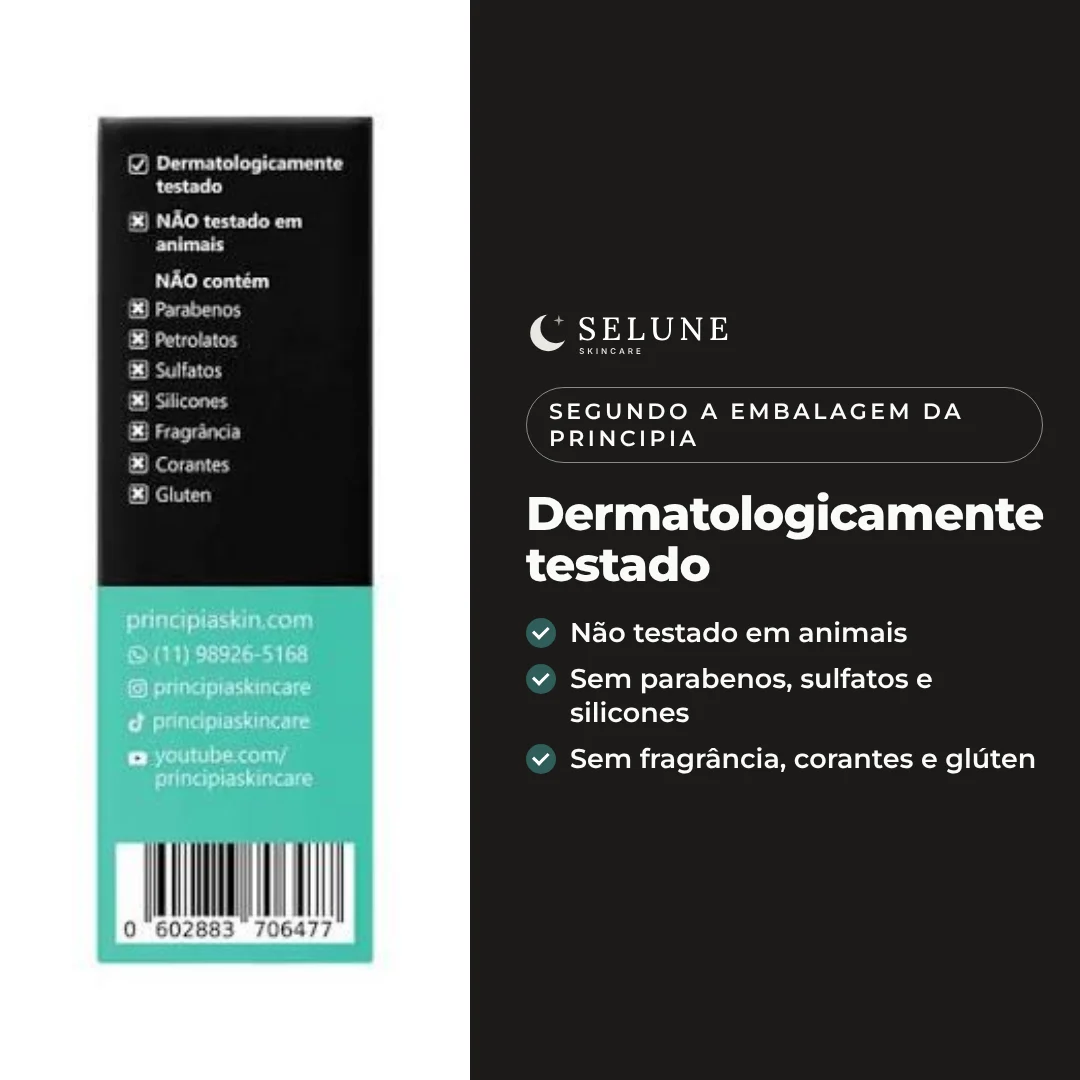 Dermatologicamente
testado
NÃO testado em
animais
NÃO contém
Parabenos
Petrolatos
Sulfatos
Silicones
Fragrância
Corantes
Gluten
principiaskin.com
(11) 98926-5168
principiaskincare
principiaskincare
youtube.com/
principiaskincare
0 602883 706477
SELUNE
SKINCARE
SEGUNDO A EMBALAGEM DA
PRINCIPIA
Dermatologicamente
testado
Não testado em animais
Sem parabenos, sulfatos e
silicones
Sem fragrância, corantes e glúten